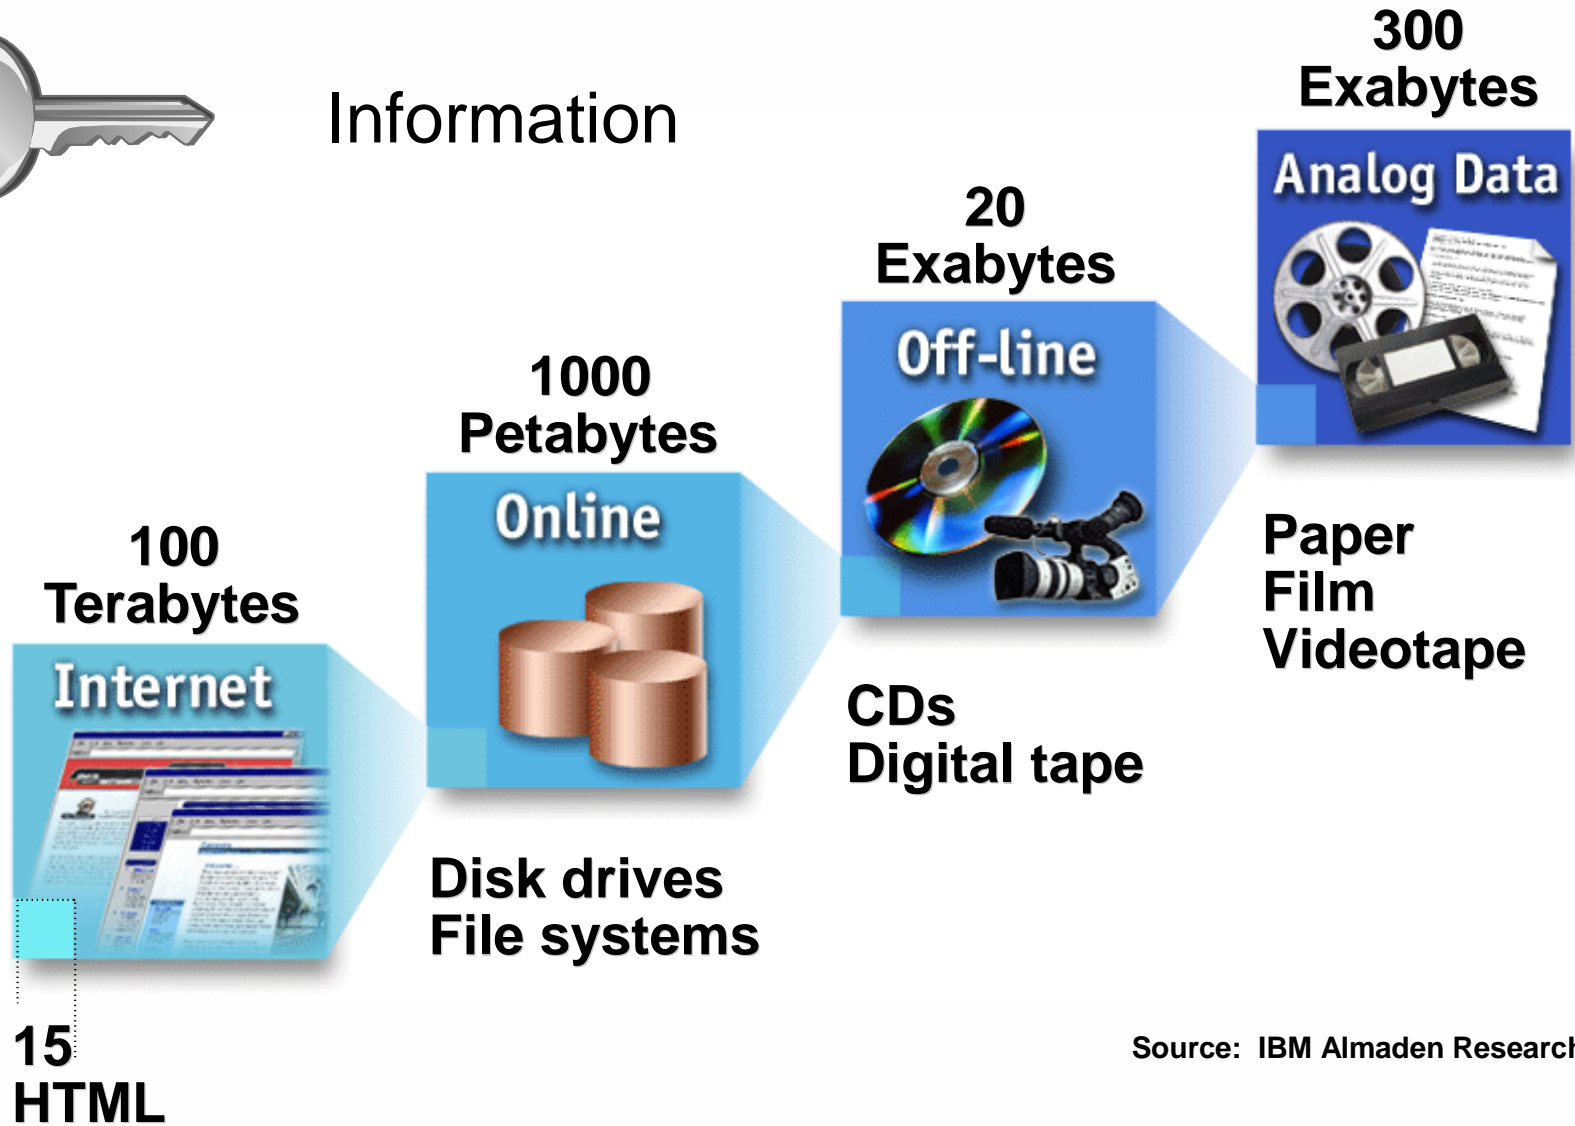 Information
300
Exabytes
Analog Data
Paper
Film
Videotape
20
Exabytes
Off-line
CDs
Digital tape
1000
Petabytes
Online
Disk drives
File systems
100
Terabytes
Internet
15
HTML
Source: IBM Almaden Research